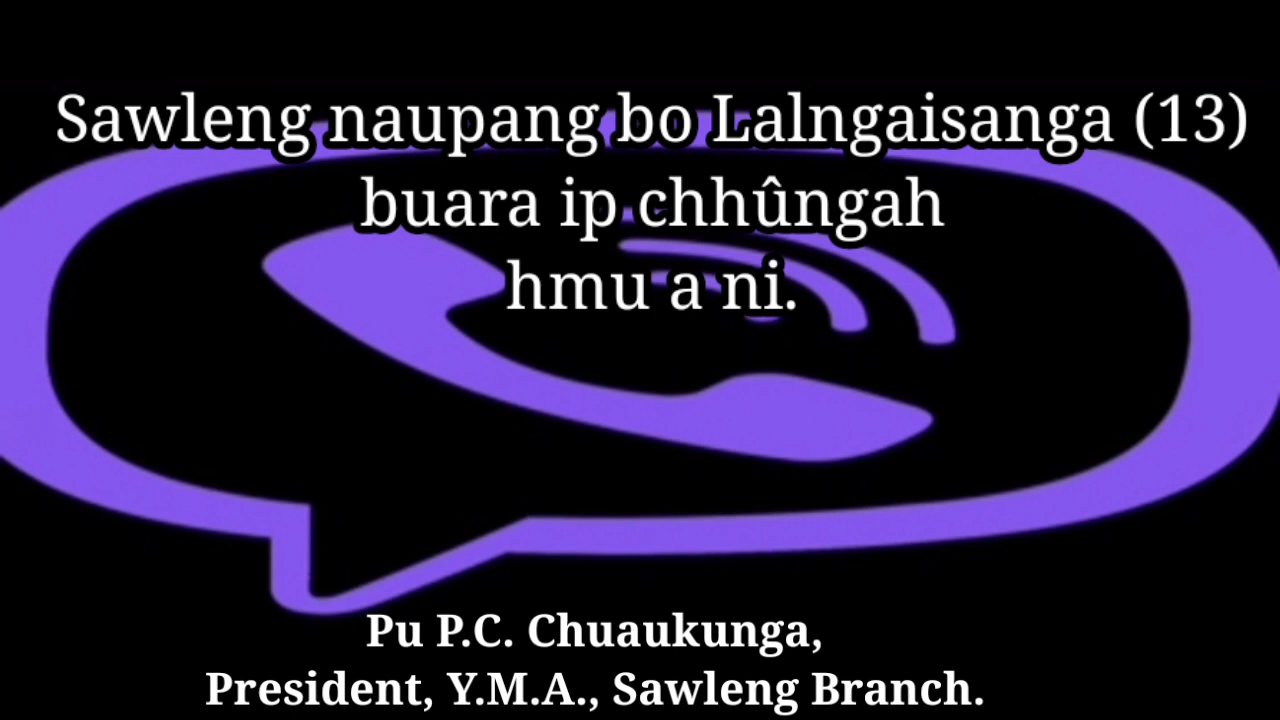 Sawleng naupang bo Lalngaisanga (13)
buara ip chhûngah
hmu a ni.
Pu P.C. Chuaukunga,
President, Y.M.A., Sawleng Branch.